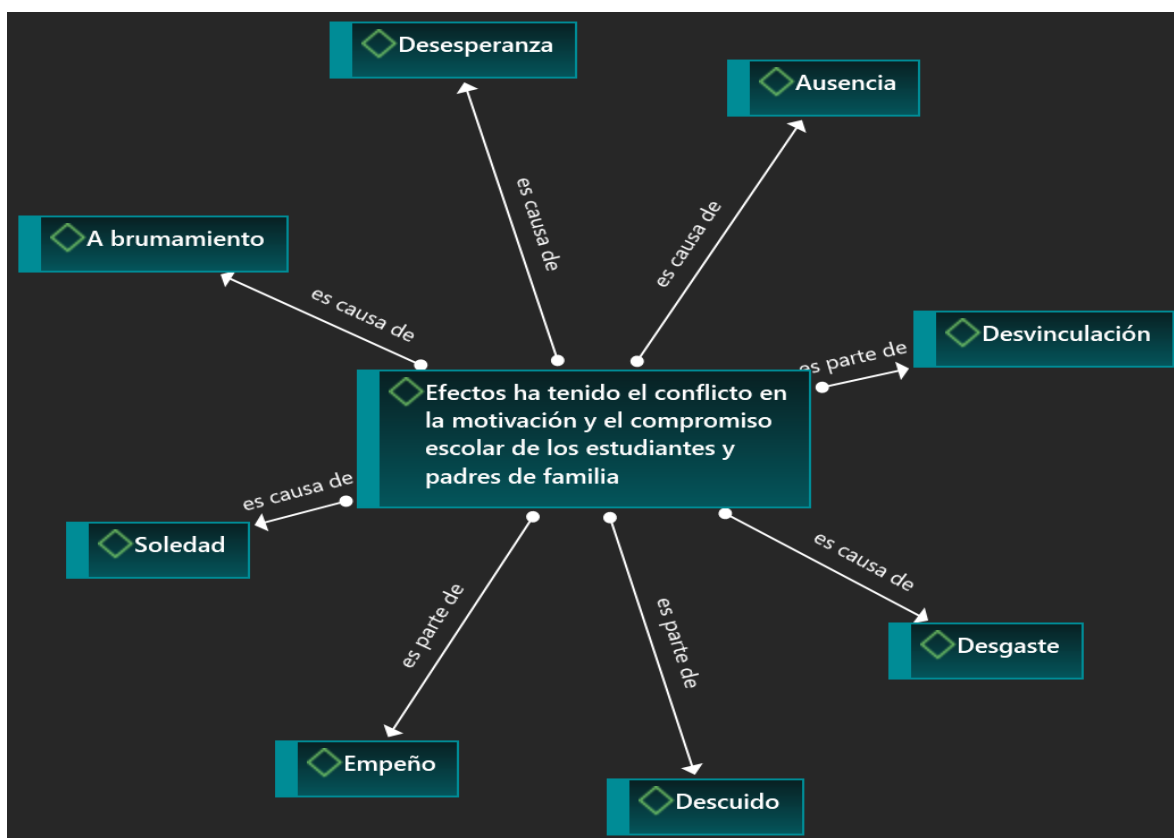 Desesperanza
Ausencia
es causa de
es causa de
A brumamiento
es causa de
Desvinculación
es parte de
Efectos ha tenido el conflicto en
la motivación y el compromiso
escolar de los estudiantes y
padres de familia
es causa de
Soledad
es causa de
es parte de
es parte de
Desgaste
Empeño
Descuido